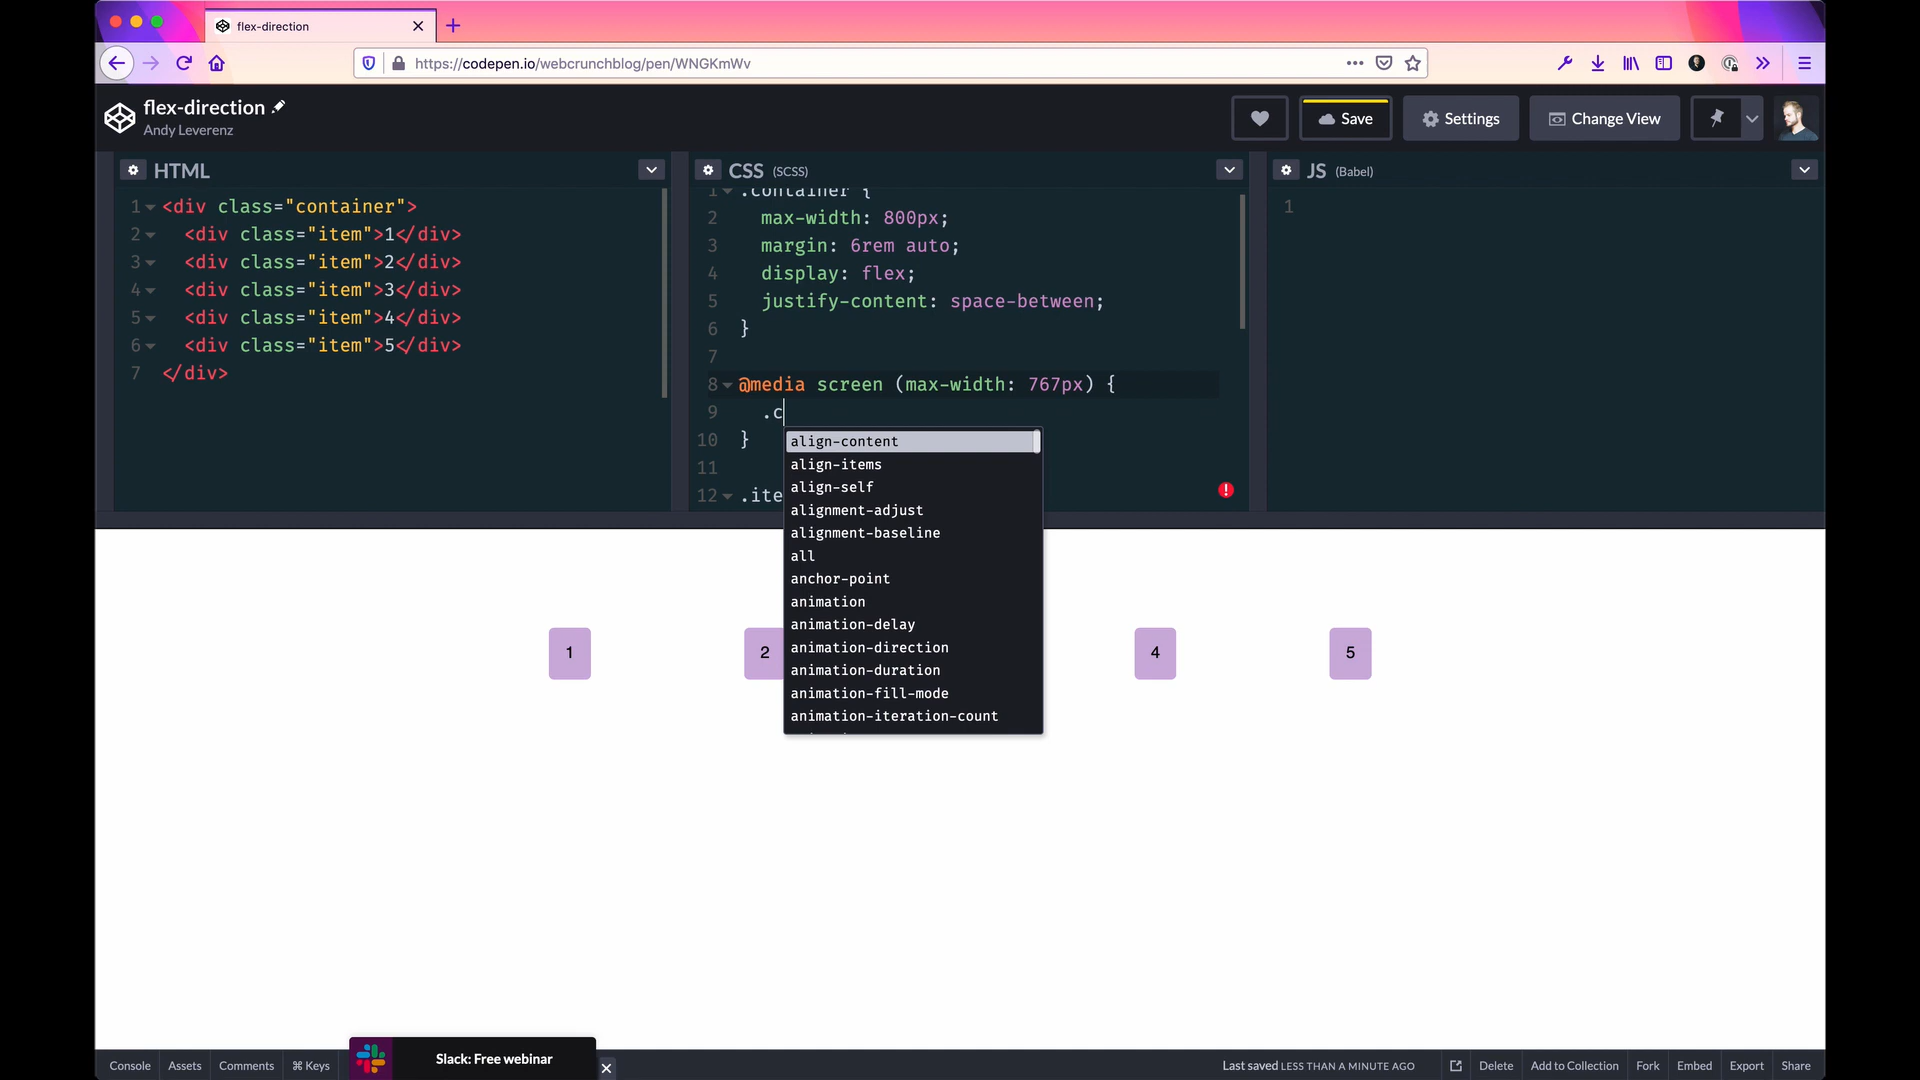 flex-direction
https://codepen.io/webcrunchblog/pen/WNGKmWv
flex-direction
Andy Leverenz
Save
Settings
Change View
HTML
1 <div class="container">
2 <div class="item">1</div>
3 <div class="item">2</div>
4 <div class="item">3</div>
5 <div class="item">4</div>
6 <div class="item">5</div>
7 </div>
CSS (SCSS)
1 .container {
2 max-width: 800px;
3 margin: 6rem auto;
4 display: flex;
5 justify-content: space-between;
6 }
7
8 @media screen (max-width: 767px) {
9 .c
10 }
11
12 .ite
align-content
align-items
align-self
alignment-adjust
alignment-baseline
all
anchor-point
animation
animation-delay
animation-direction
animation-duration
animation-fill-mode
animation-iteration-count
JS (Babel)
1
1 2 4 5
Console Assets Comments ⌘ Keys
Slack: Free webinar
Last saved LESS THAN A MINUTE AGO
Delete Add to Collection Fork Embed Export Share